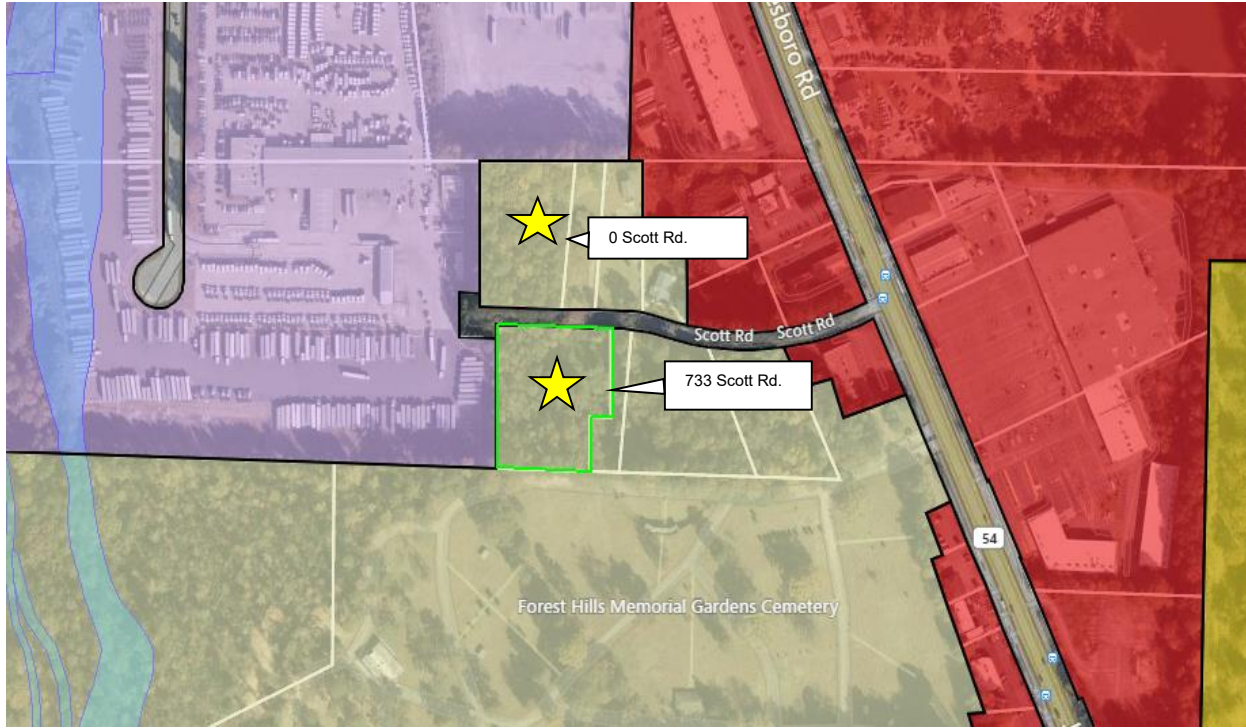 sboro Rd
0 Scott Rd.
Scott Rd
Scott Rd
733 Scott Rd.
54
Forest Hills Memorial Gardens Cemetery